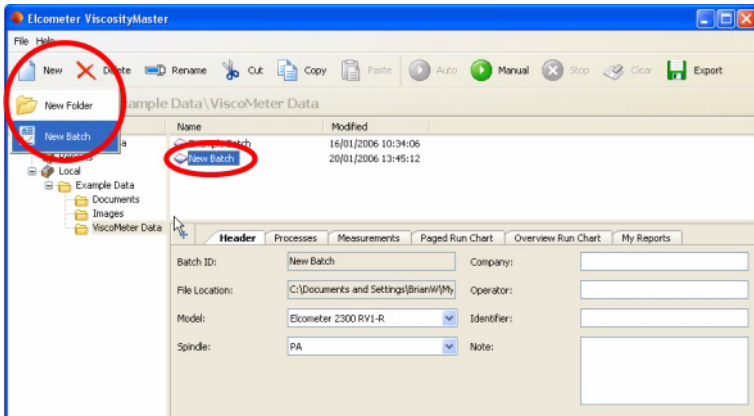 Elcometer ViscosityMaster
File Help
New Delete Rename Cut Copy Paste Auto Manual Stop Clear Export
New Folder
New Batch
ample Data\ViscoMeter Data
Name Modified
Example Batch 16/01/2006 10:34:06
New Batch 20/01/2006 13:45:12
Local
Example Data
Documents
Images
ViscoMeter Data
Header Processes Measurements Paged Run Chart Overview Run Chart My Reports
Batch ID: New Batch Company:
File Location: C:\Documents and Settings\BrianW\My Operator:
Model: Elcometer 2300 RV1-R Identifier:
Spindle: PA Note: